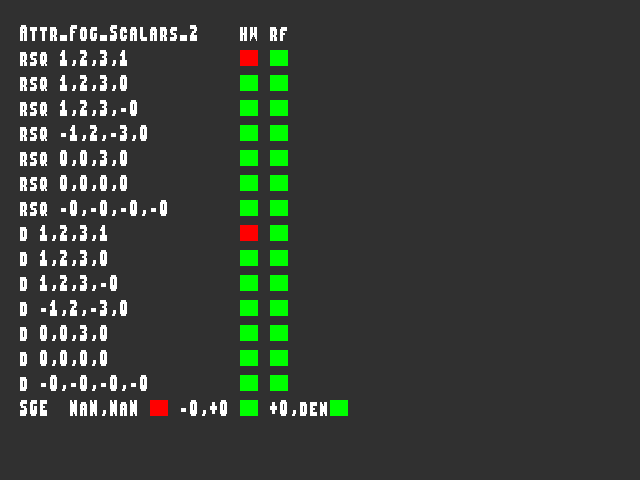 Attr_Fog_Scalars_2 HW RF
RSQ 1,2,3,1
RSQ 1,2,3,0
RSQ 1,2,3,-0
RSQ -1,2,-3,0
RSQ 0,0,3,0
RSQ 0,0,0,0
RSQ -0,-0,-0,-0
D 1,2,3,1
D 1,2,3,0
D 1,2,3,-0
D -1,2,-3,0
D 0,0,3,0
D 0,0,0,0
D -0,-0,-0,-0
SGE NaN,NaN -0,+0 +0,den